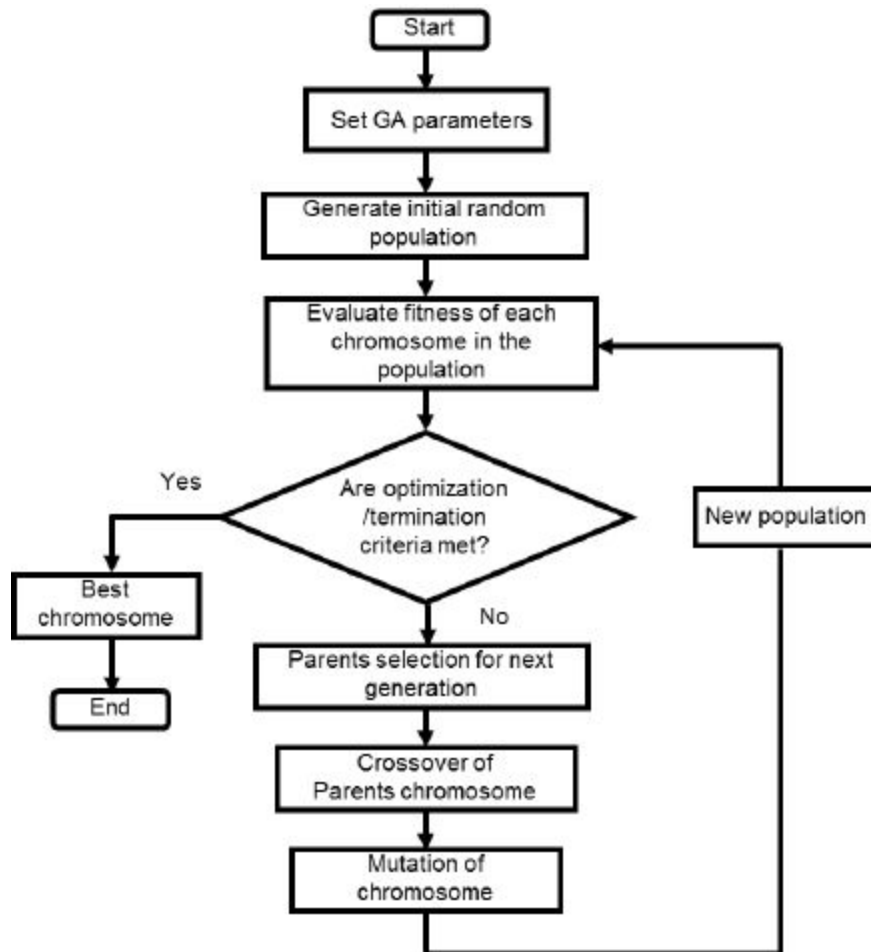 Start
Set GA parameters
Generate initial random
population
Evaluate fitness of each
chromosome in the
population
Yes
Are optimization
/termination
criteria met?
New population
Best
chromosome
No
Parents selection for next
generation
End
Crossover of
Parents chromosome
Mutation of
chromosome